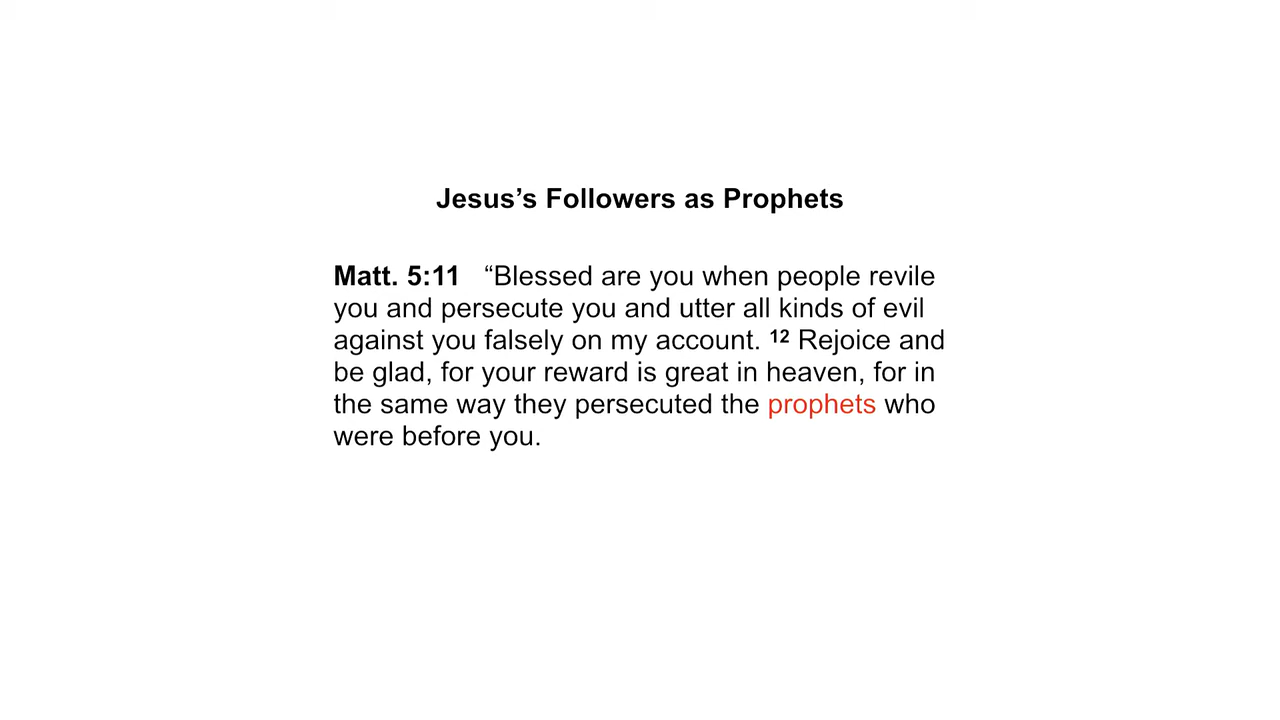 Jesus’s Followers as Prophets
Matt. 5:11 “Blessed are you when people revile
you and persecute you and utter all kinds of evil
against you falsely on my account. 12 Rejoice and
be glad, for your reward is great in heaven, for in
the same way they persecuted the prophets who
were before you.